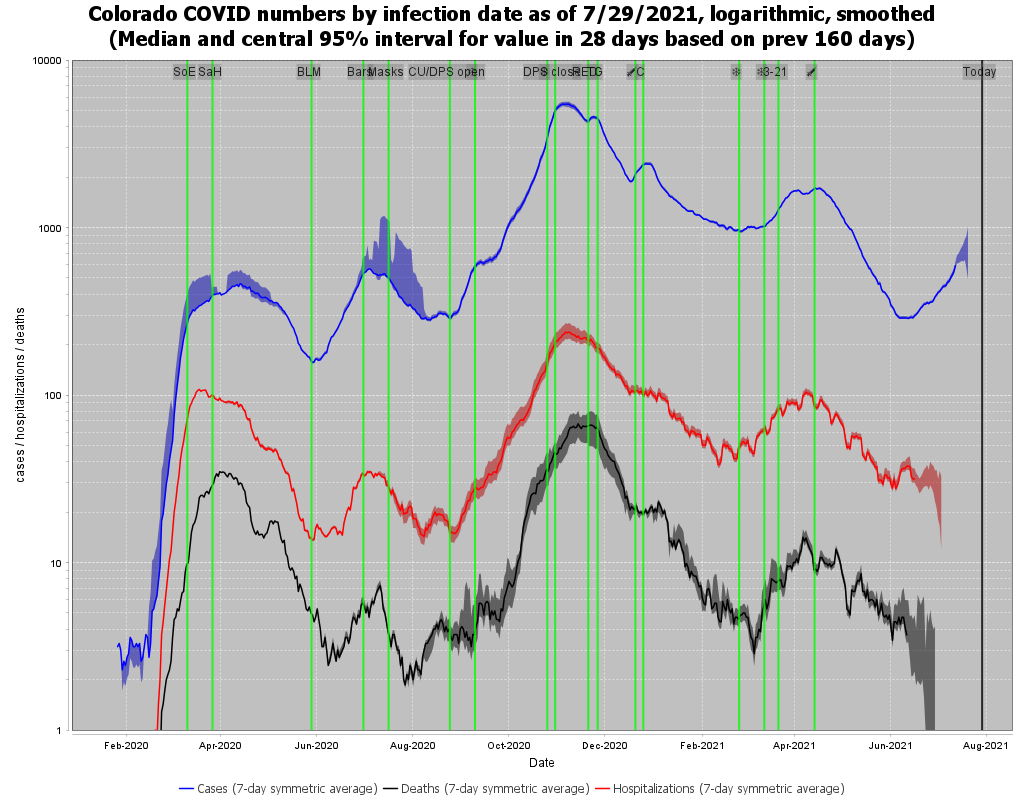 Colorado COVID numbers by infection date as of 7/29/2021, logarithmic, smoothed
(Median and central 95% interval for value in 28 days based on prev 160 days)
SoE SaH BLM Bars Masks CU/DPS open DPS close C 3-21 Today
10000
1000
100
10
1
cases / hospitalizations / deaths
Feb-2020 Apr-2020 Jun-2020 Aug-2020 Oct-2020 Dec-2020 Feb-2021 Apr-2021 Jun-2021 Aug-2021
Date
Cases (7-day symmetric average) Deaths (7-day symmetric average) Hospitalizations (7-day symmetric average)